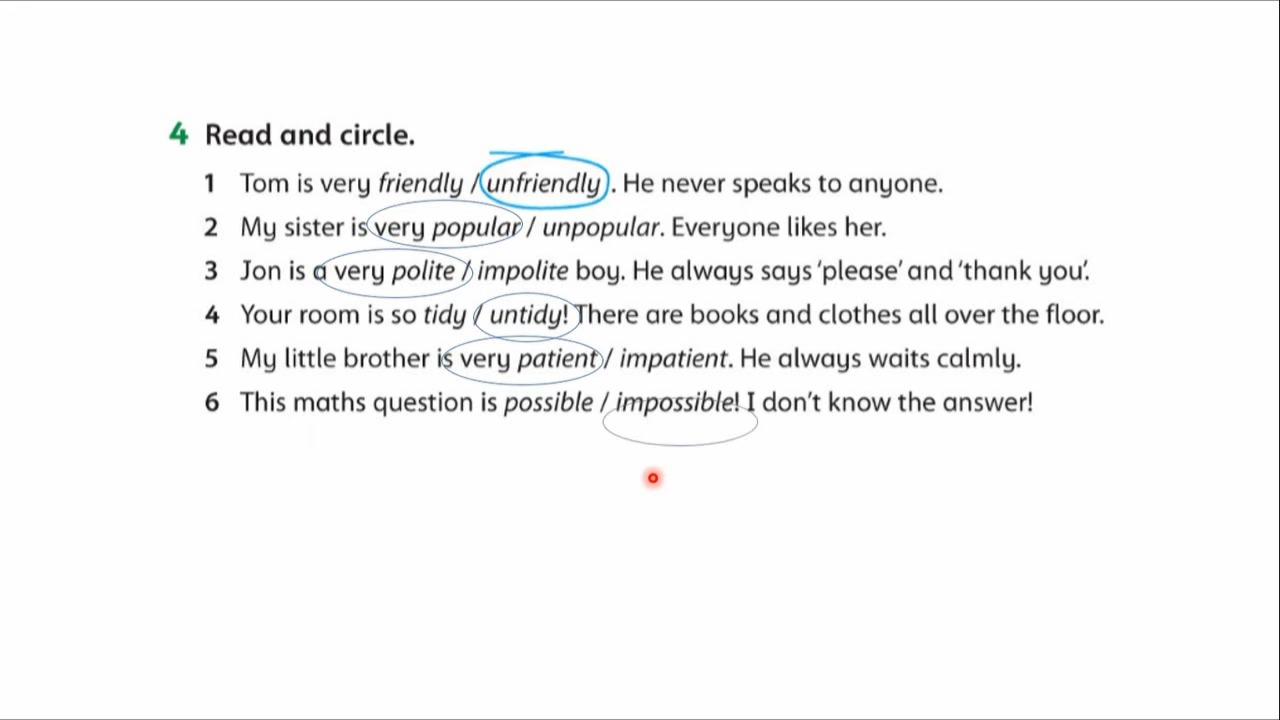 4 Read and circle.
1 Tom is very friendly / unfriendly. He never speaks to anyone.
2 My sister is very popular / unpopular. Everyone likes her.
3 Jon is a very polite / impolite boy. He always says ‘please’ and ‘thank you’.
4 Your room is so tidy / untidy! There are books and clothes all over the floor.
5 My little brother is very patient / impatient. He always waits calmly.
6 This maths question is possible / impossible! I don’t know the answer!